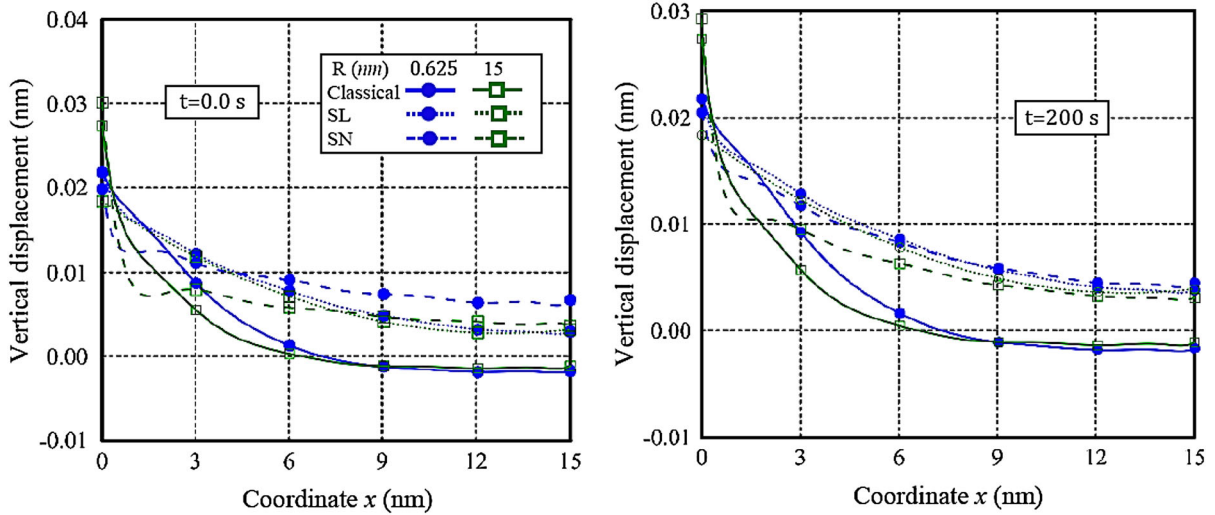 0.04
0.03
0.02
0.01
0.00
-0.01
Vertical displacement (nm)
t=0.0 s
R (nm) 0.625 15
Classical
SL
SN
0 3 6 9 12 15
Coordinate x (nm)
0.03
0.02
0.01
0.00
-0.01
Vertical displacement (nm)
t=200 s
0 3 6 9 12 15
Coordinate x (nm)